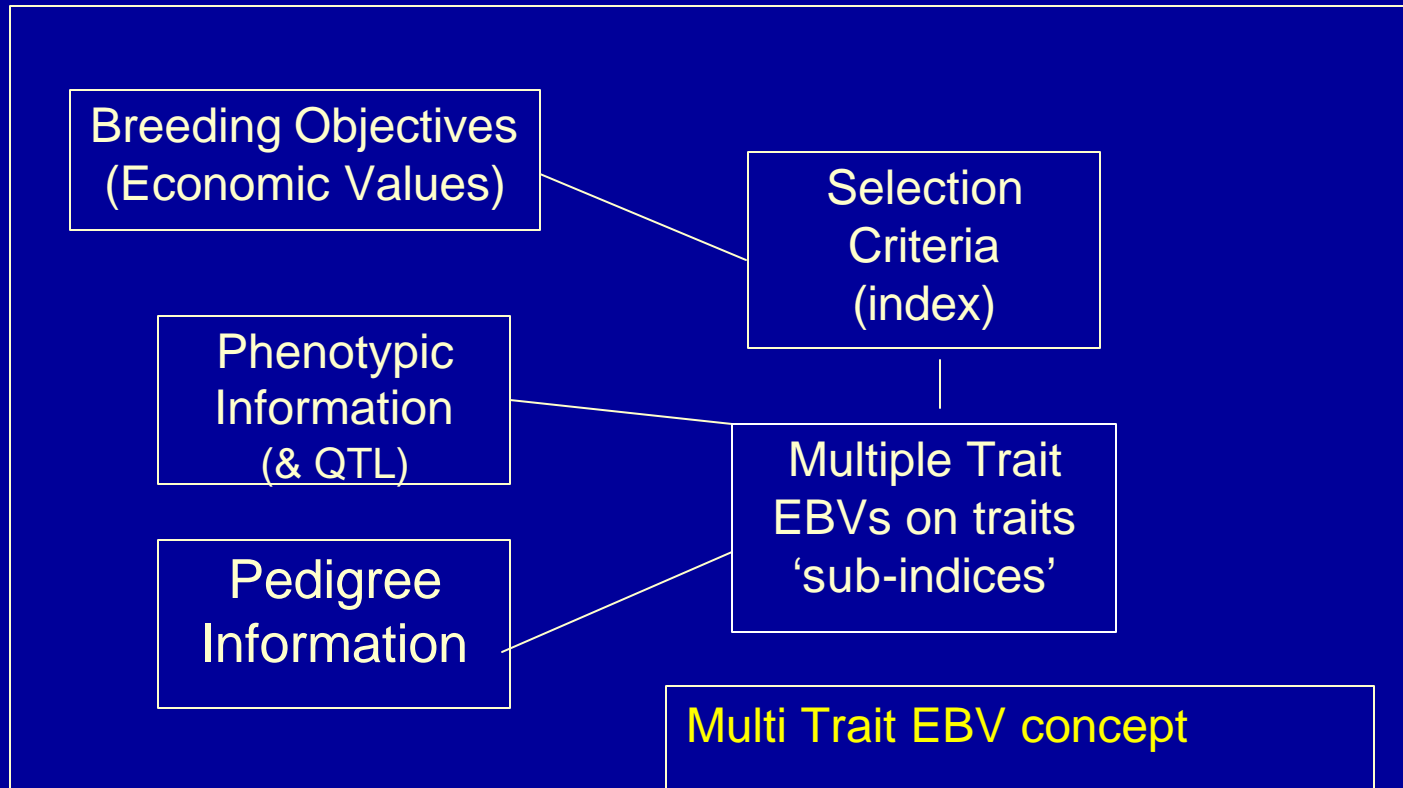 Breeding Objectives
(Economic Values)
Selection
Criteria
(index)
Phenotypic
Information
(& QTL)
Multiple Trait
EBVs on traits
‘sub-indices’
Pedigree
Information
Multi Trait EBV concept